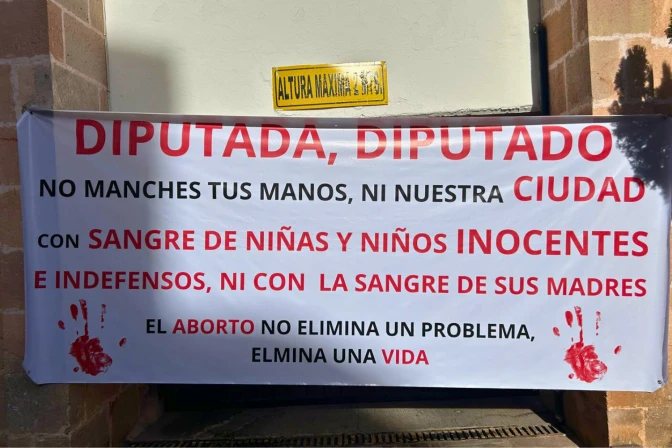 ALTURA MAXIMA 2
DIPUTADA, DIPUTADO
NO MANCHES TUS MANOS, NI NUESTRA CIUDAD
CON SANGRE DE NIÑAS Y NIÑOS INOCENTES
E INDEFENSOS, NI CON LA SANGRE DE SUS MADRES
EL ABORTO NO ELIMINA UN PROBLEMA,
ELMINA UNA VIDA